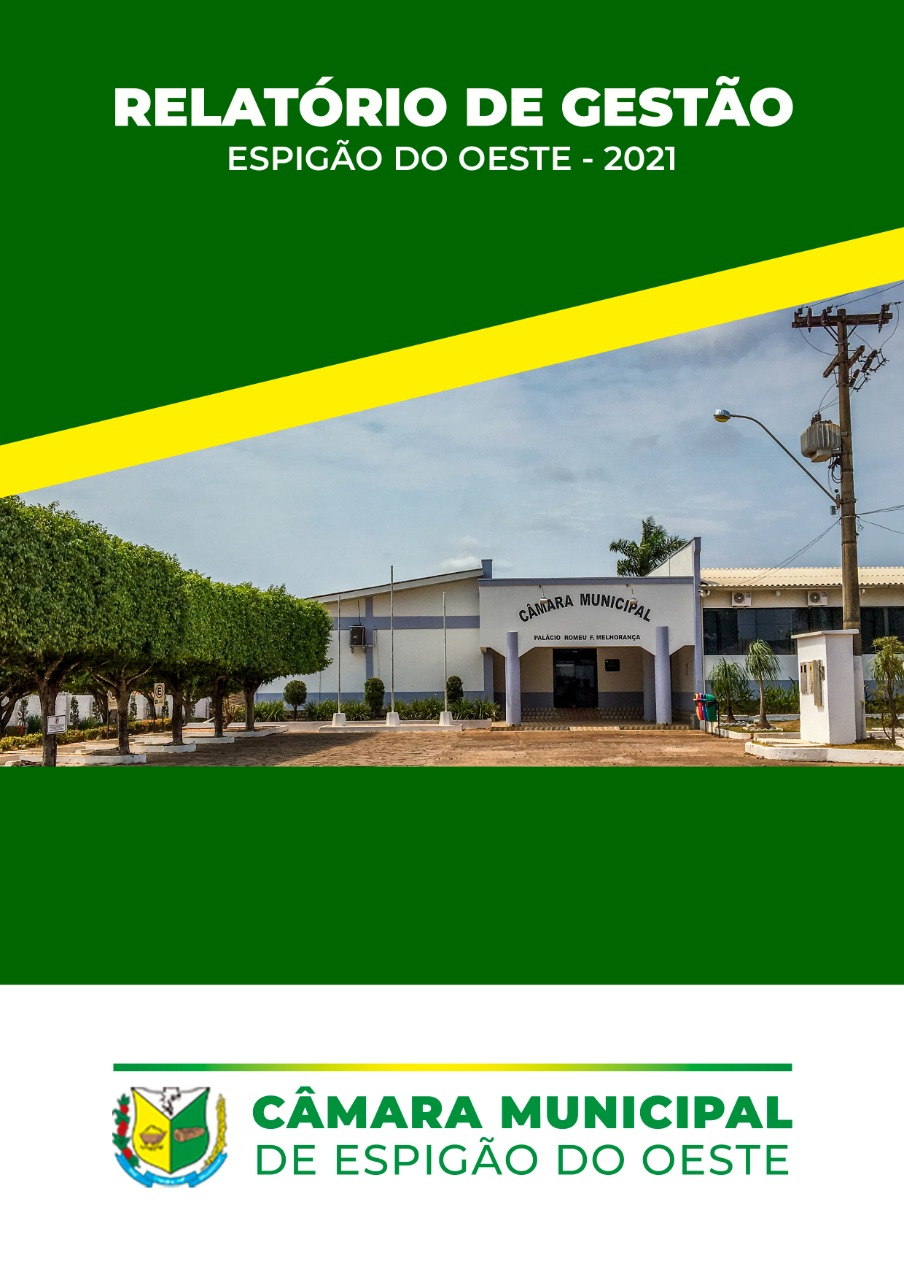 RELATÓRIO DE GESTÃO
ESPIGÃO DO OESTE - 2021
CÂMARA MUNICIPAL
PALÁCIO ROMEU F. MELHORANÇA
CÂMARA MUNICIPAL
DE ESPIGÃO DO OESTE